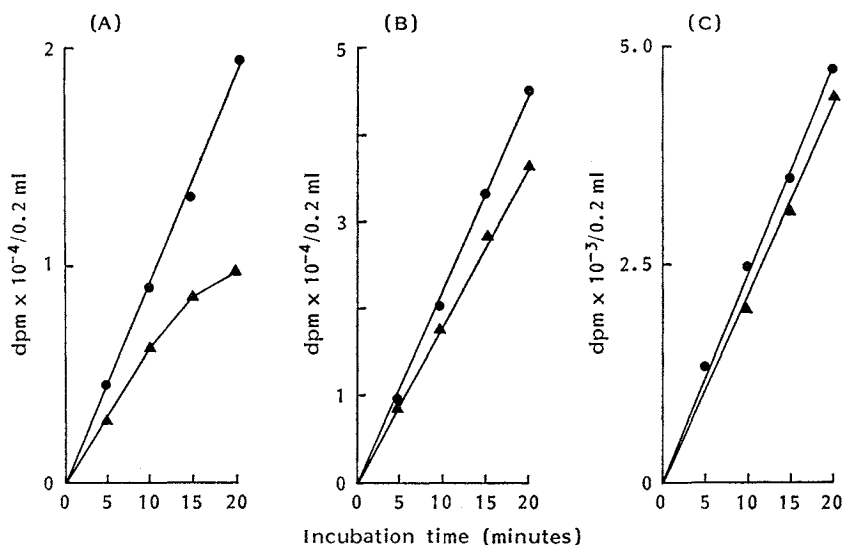 (A)
dpm x 10⁻⁴/0.2 ml
2
1
0
0 5 10 15 20
(B)
dpm x 10⁻⁴/0.2 ml
5
3
1
0
0 5 10 15 20
(C)
dpm x 10⁻³/0.2 ml
5.0
2.5
0
0 5 10 15 20
Incubation time (minutes)